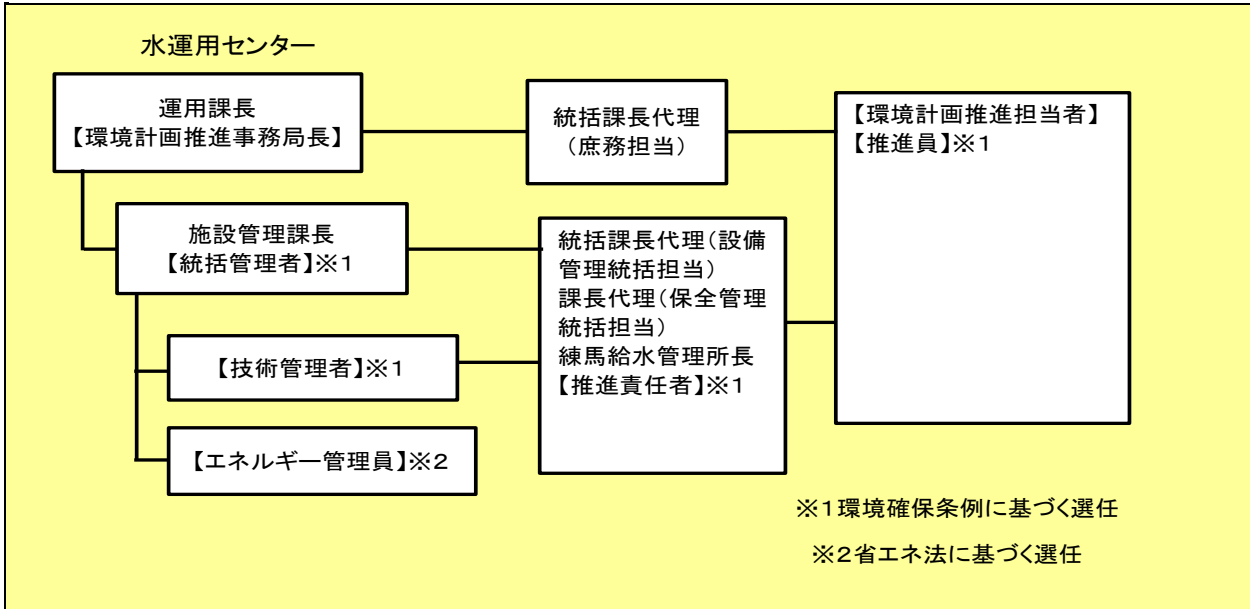 水運用センター
運用課長
【環境計画推進事務局長】
統括課長代理
(庶務担当)
【環境計画推進担当者】
【推進員】※1
施設管理課長
【統括管理者】※1
統括課長代理(設備
管理統括担当)
課長代理(保全管理
統括担当)
練馬給水管理所長
【推進責任者】※1
【技術管理者】※1
【エネルギー管理員】※2
※1環境確保条例に基づく選任
※2省エネ法に基づく選任